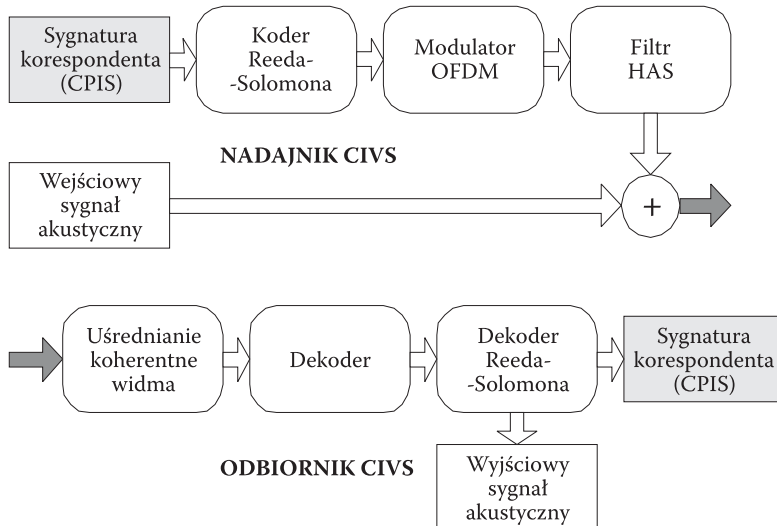 Sygnatura
korespondenta
(CPIS)
Koder
Reeda-
-Solomona
Modulator
OFDM
Filtr
HAS
NADAJNIK CIVS
Wejściowy
sygnał
akustyczny
+
Uśrednianie
koherentne
widma
Dekoder
Dekoder
Reeda-
-Solomona
Sygnatura
korespondenta
(CPIS)
ODBIORNIK CIVS
Wyjściowy
sygnał
akustyczny